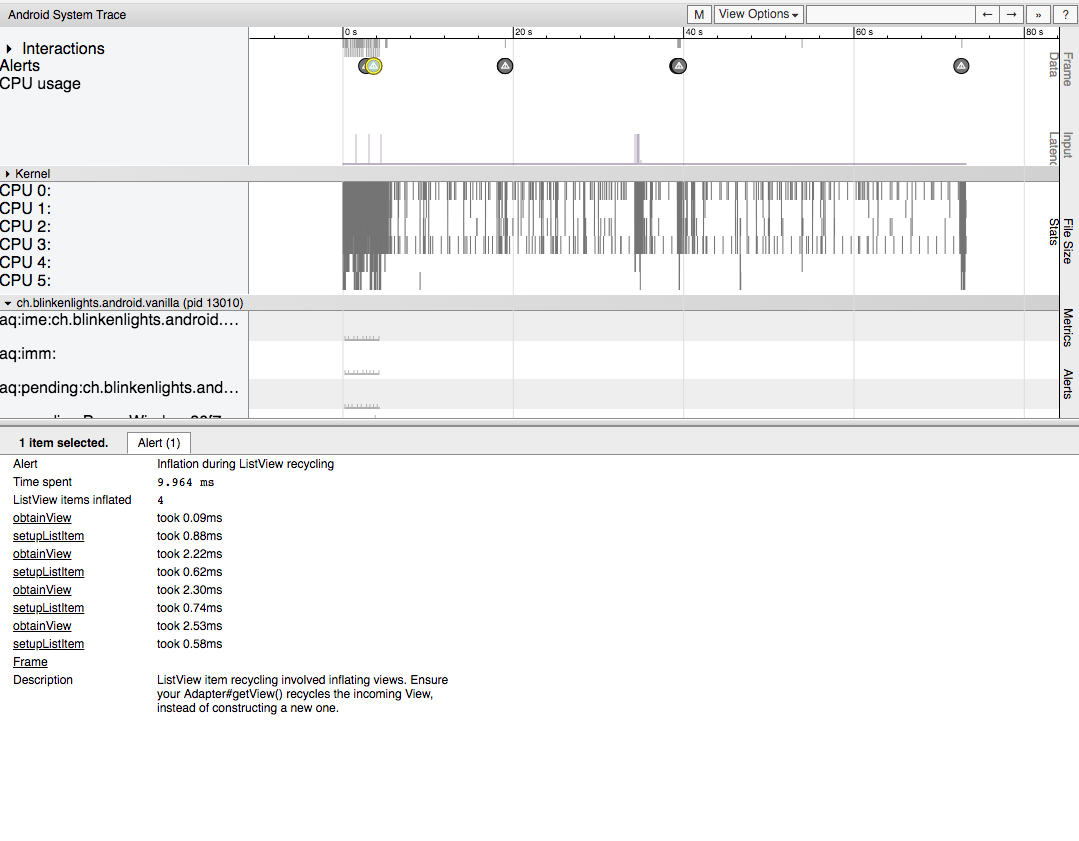 Android System Trace
M
View Options
←
→
»
?
0 s
20 s
40 s
60 s
80 s
Interactions
Alerts
CPU usage
Frame Data
Input Latenc
Kernel
CPU 0:
CPU 1:
CPU 2:
CPU 3:
CPU 4:
CPU 5:
File Size Stats
ch.blinkenlights.android.vanilla (pid 13010)
aq:ime:ch.blinkenlights.android....
aq:imm:
aq:pending:ch.blinkenlights.and...
Metrics
Alerts
1 item selected.
Alert (1)
Alert Inflation during ListView recycling
Time spent 9.964 ms
ListView items inflated 4
obtainView took 0.09ms
setupListItem took 0.88ms
obtainView took 2.22ms
setupListItem took 0.62ms
obtainView took 2.30ms
setupListItem took 0.74ms
obtainView took 2.53ms
setupListItem took 0.58ms
Frame
Description ListView item recycling involved inflating views. Ensure
your Adapter#getView() recycles the incoming View,
instead of constructing a new one.